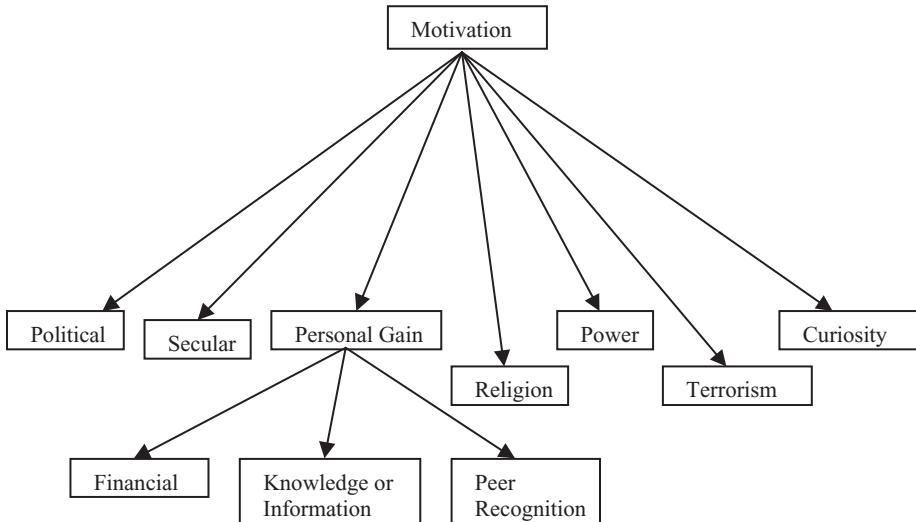 Motivation
Political
Secular
Personal Gain
Religion
Power
Terrorism
Curiosity
Financial
Knowledge or
Information
Peer
Recognition